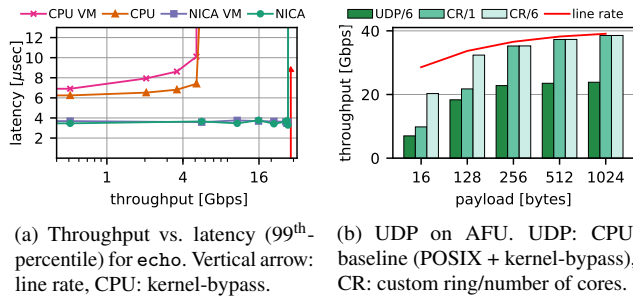 CPU VM CPU NICA VM NICA
latency [µsec]
12
10
8
6
4
2
1 4 16
throughput [Gbps]
UDP/6 CR/1 CR/6 line rate
throughput [Gbps]
40
20
0
16 128 256 512 1024
payload [bytes]
(a) Throughput vs. latency (99th-
percentile) for echo. Vertical arrow:
line rate, CPU: kernel-bypass.
(b) UDP on AFU. UDP: CPU
baseline (POSIX + kernel-bypass),
CR: custom ring/number of cores.